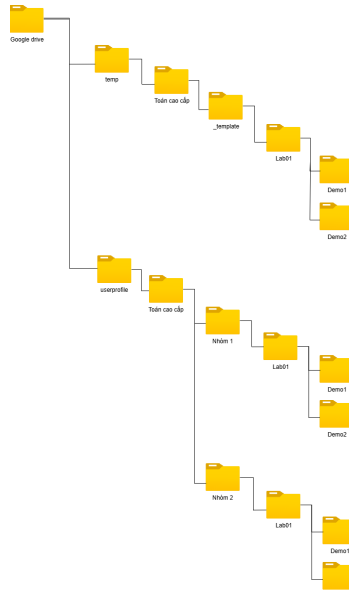 Google drive
temp
Toán cao cấp
_template
Lab01
Demo1
Demo2
userprofile
Toán cao cấp
Nhóm 1
Lab01
Demo1
Demo2
Nhóm 2
Lab01
Demo1